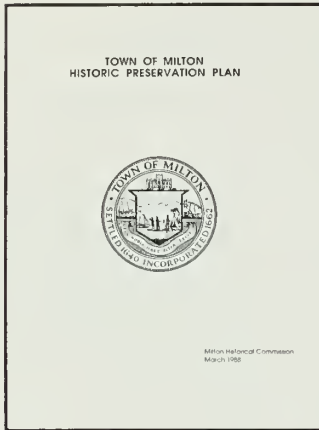 TOWN OF MILTON
HISTORIC PRESERVATION PLAN
TOWN OF MILTON
SETTLED 1640 INCORPORATED 1662
Milton Historical Commission
March 1988